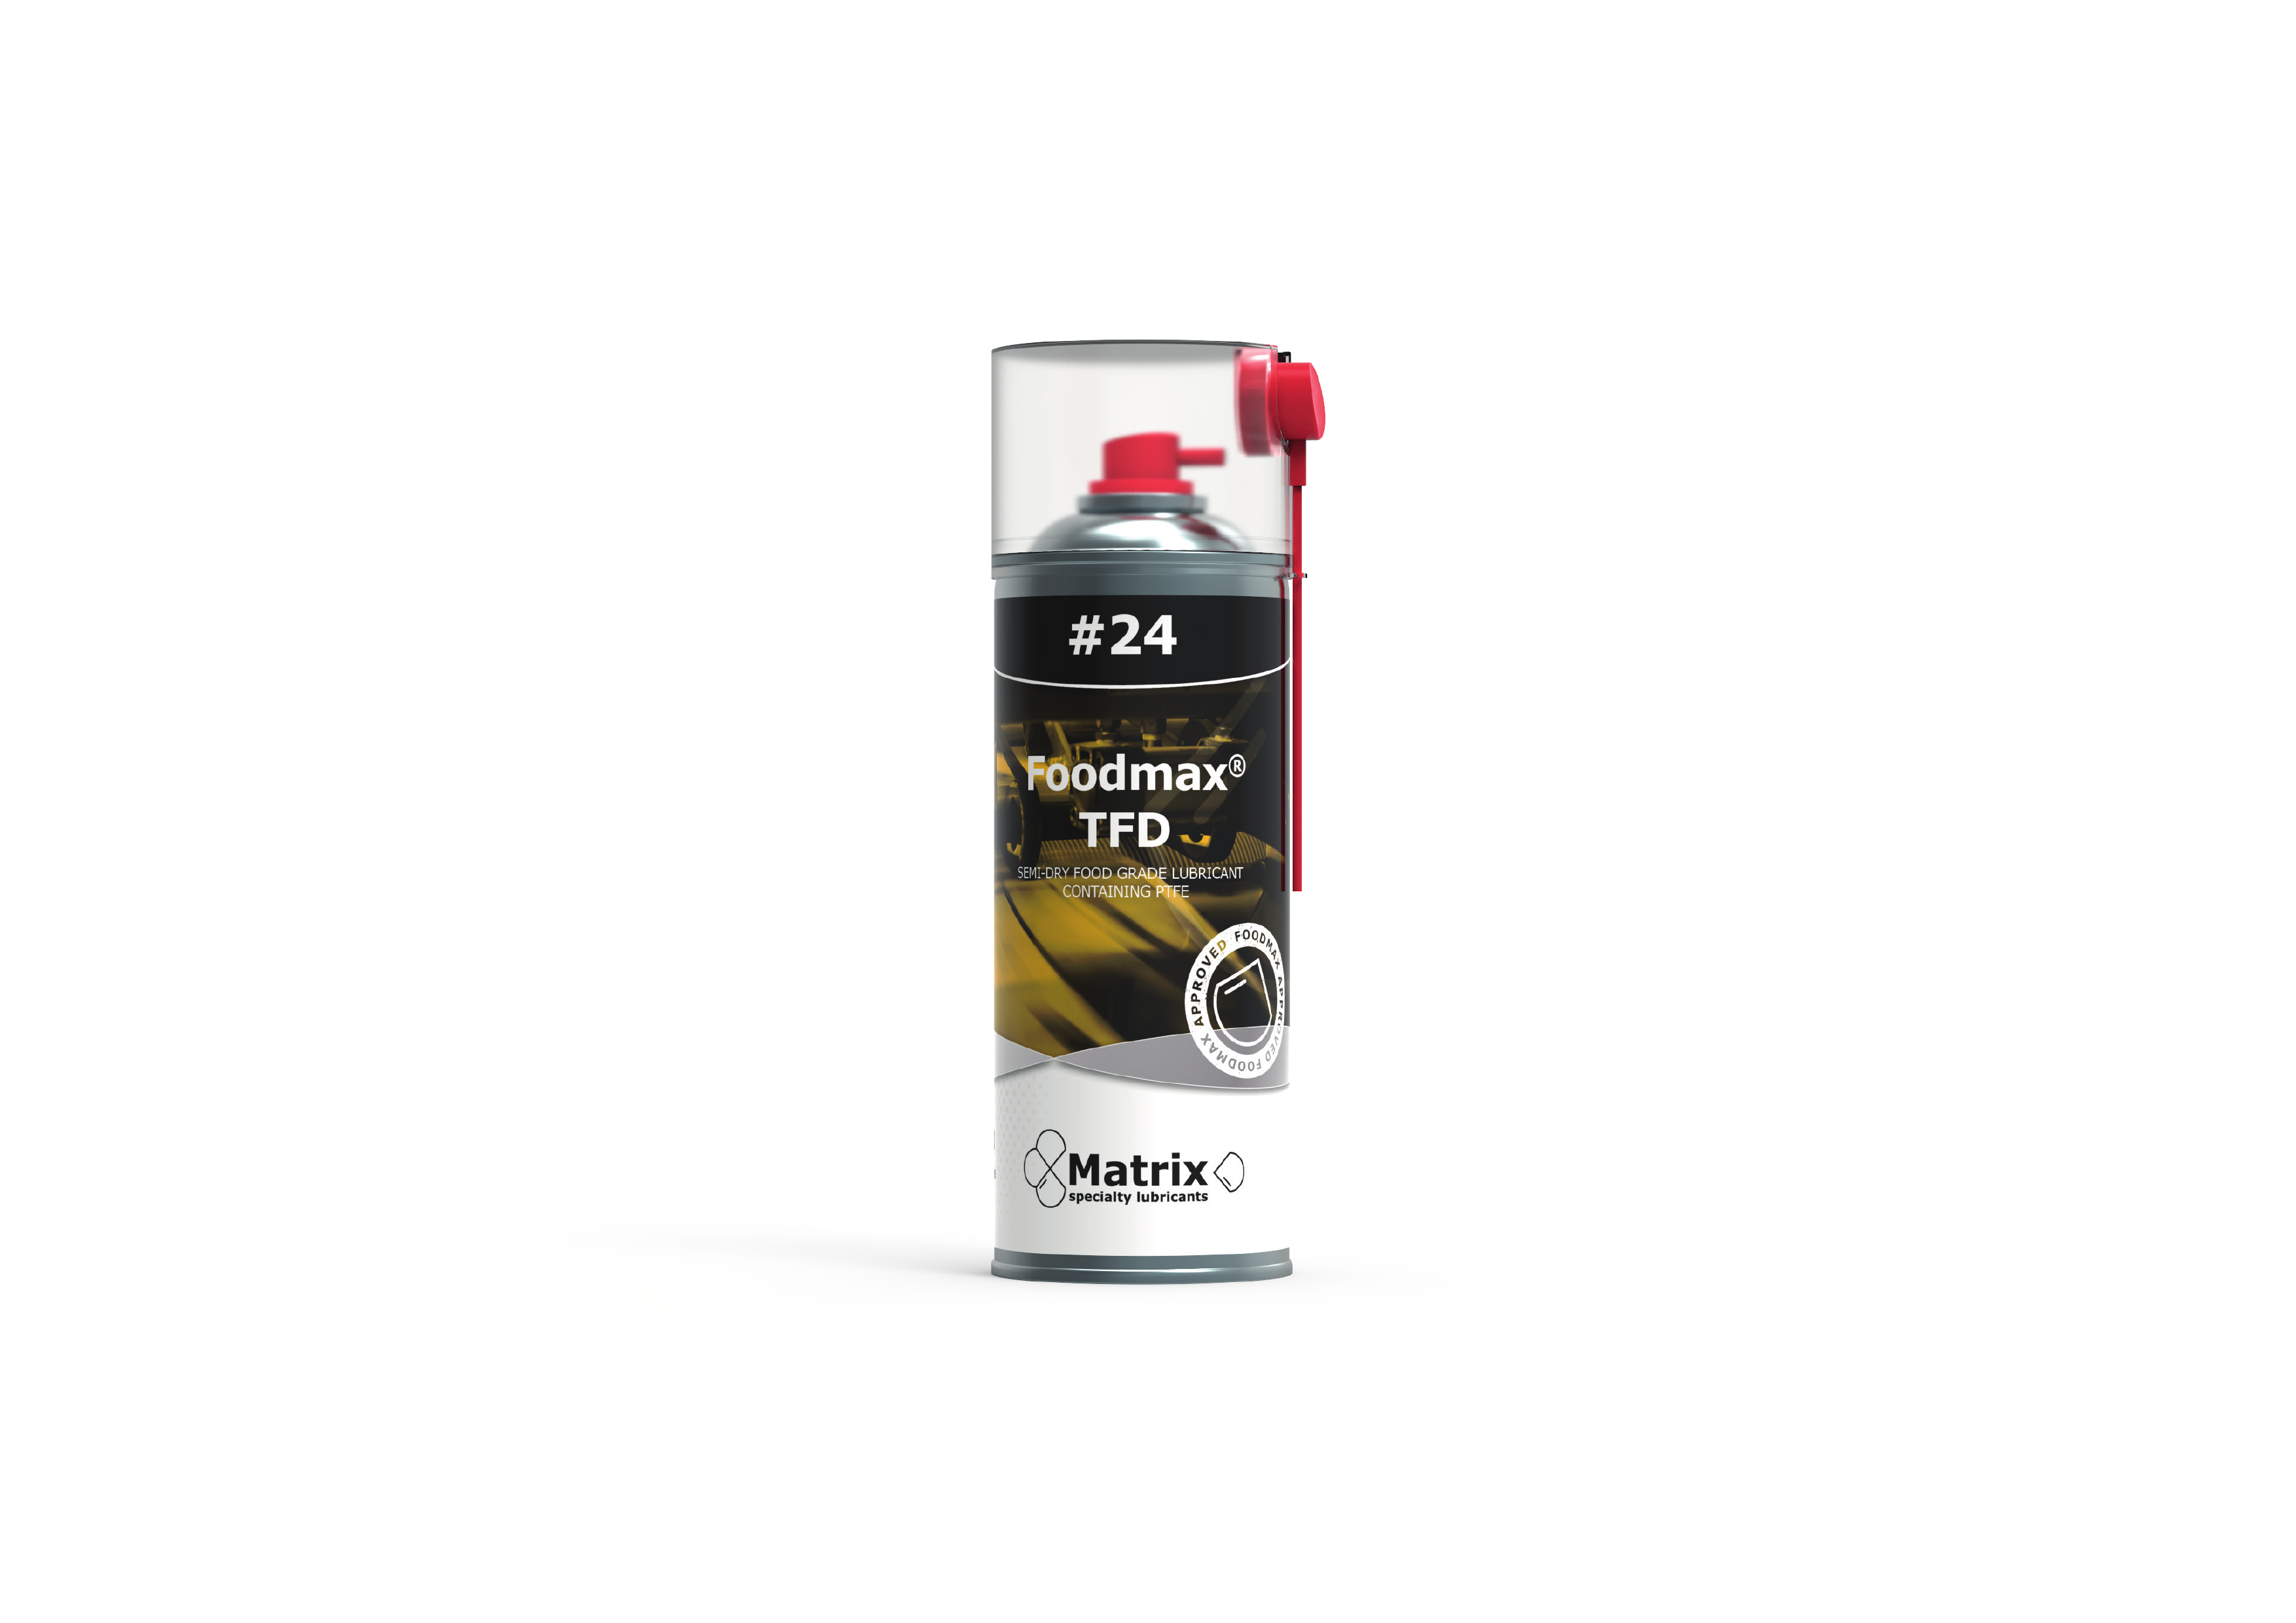 #24
Foodmax®
TFD
SEMI-DRY FOOD GRADE LUBRICANT
CONTAINING PTFE
APPROVED FOODMAX APPROVED FOODMAX
Matrix
specialty lubricants